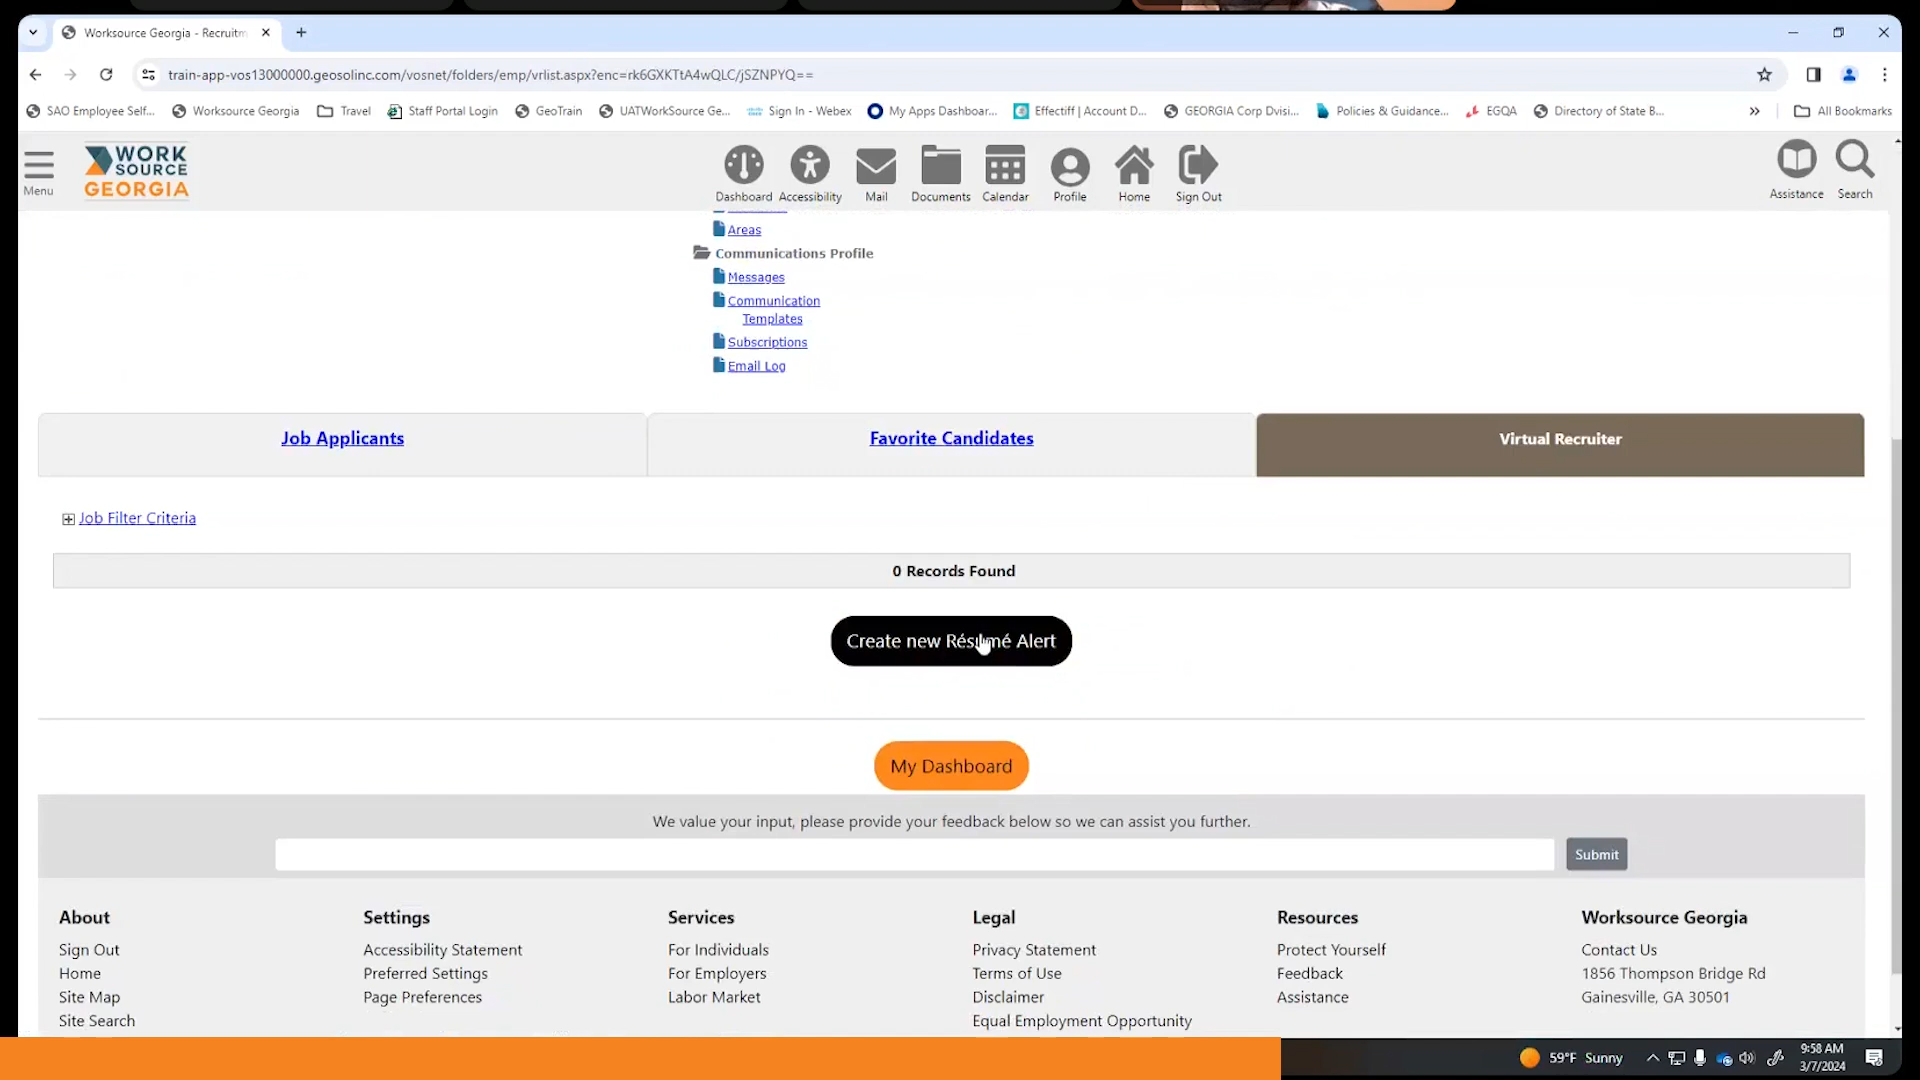 Worksource Georgia - Recruitm
train-app-vos13000000.geosolinc.com/vosnet/folders/emp/vrlist.aspx?enc=rk6GXKTtA4wQLC/jSZNPYQ==
SAO Employee Self... Worksource Georgia Travel Staff Portal Login GeoTrain UATWorkSource Ge... Sign In - Webex My Apps Dashboar... Effectiff | Account D... GEORGIA Corp Dvisi... Policies & Guidance... EGQA Directory of State B... » All Bookmarks
Menu
WORK
SOURCE
GEORGIA
Dashboard Accessibility Mail Documents Calendar Profile Home Sign Out
Assistance Search
Areas
Communications Profile
Messages
Communication
Templates
Subscriptions
Email Log
Job Applicants Favorite Candidates Virtual Recruiter
Job Filter Criteria
0 Records Found
Create new Résumé Alert
My Dashboard
We value your input, please provide your feedback below so we can assist you further.
Submit
About Settings Services Legal Resources Worksource Georgia
Sign Out Accessibility Statement For Individuals Privacy Statement Protect Yourself Contact Us
Home Preferred Settings For Employers Terms of Use Feedback 1856 Thompson Bridge Rd
Site Map Page Preferences Labor Market Disclaimer Assistance Gainesville, GA 30501
Site Search Equal Employment Opportunity
59°F Sunny
9:58 AM
3/7/2024